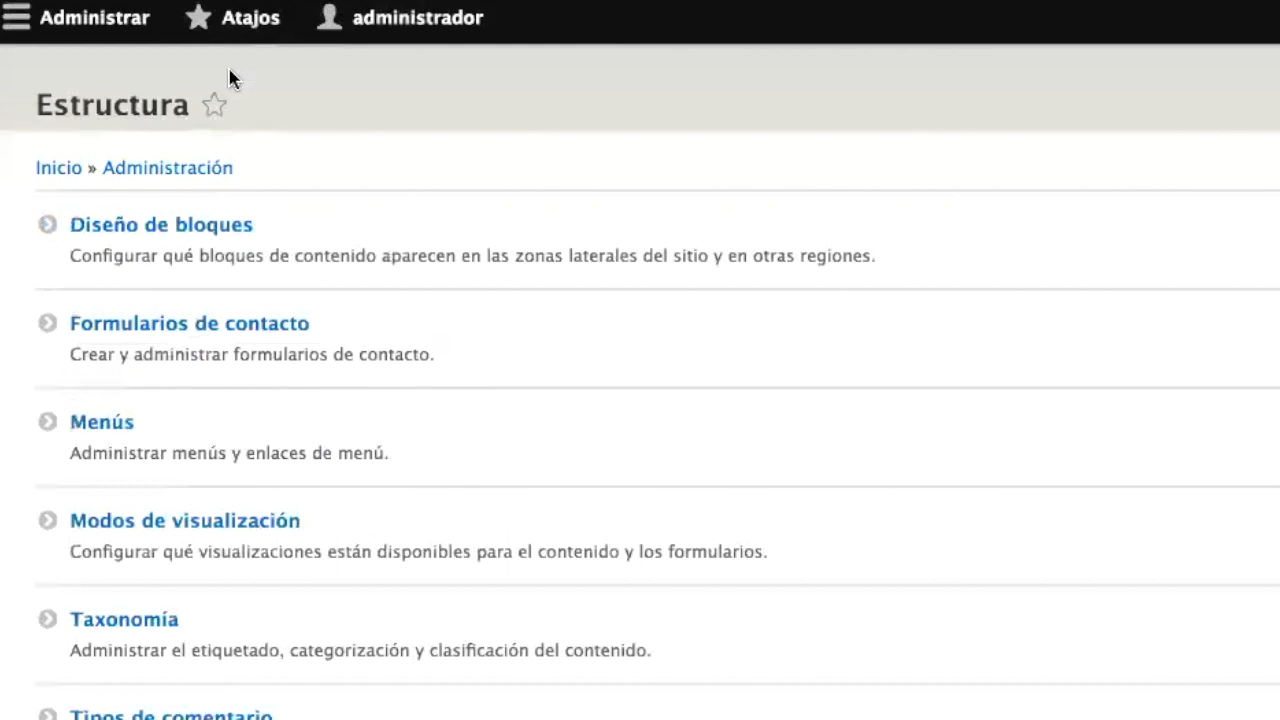 Administrar Atajos administrador
Estructura
Inicio » Administración
Diseño de bloques
Configurar qué bloques de contenido aparecen en las zonas laterales del sitio y en otras regiones.
Formularios de contacto
Crear y administrar formularios de contacto.
Menús
Administrar menús y enlaces de menú.
Modos de visualización
Configurar qué visualizaciones están disponibles para el contenido y los formularios.
Taxonomía
Administrar el etiquetado, categorización y clasificación del contenido.
Tipos de comentario